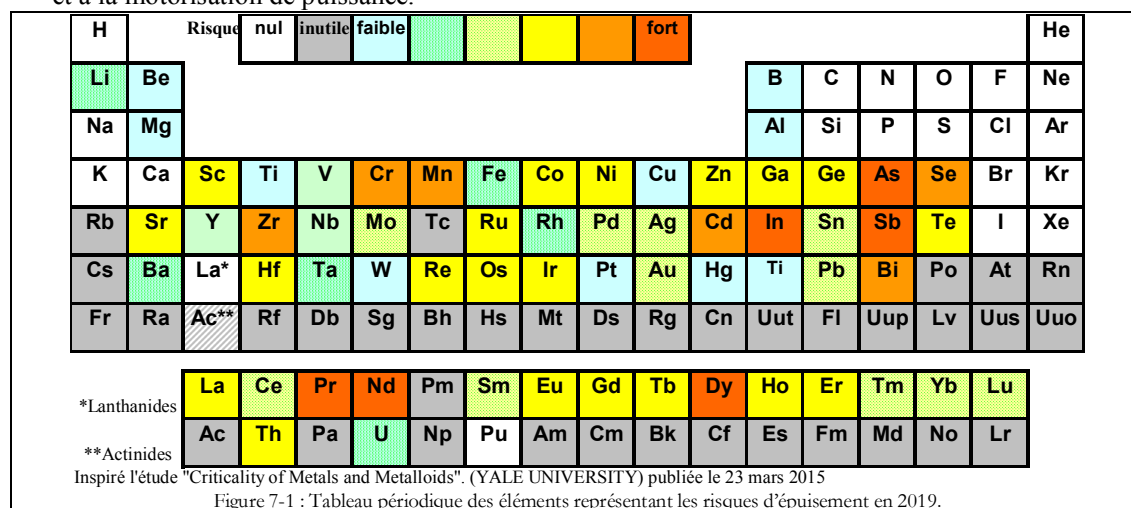 et à la motorisation de puissance.
H Risque nul inutile faible fort He
Li Be B C N O F Ne
Na Mg Al Si P S Cl Ar
K Ca Sc Ti V Cr Mn Fe Co Ni Cu Zn Ga Ge As Se Br Kr
Rb Sr Y Zr Nb Mo Tc Ru Rh Pd Ag Cd In Sn Sb Te I Xe
Cs Ba La* Hf Ta W Re Os Ir Pt Au Hg Ti Pb Bi Po At Rn
Fr Ra Ac** Rf Db Sg Bh Hs Mt Ds Rg Cn Uut Fl Uup Lv Uus Uuo
*Lanthanides La Ce Pr Nd Pm Sm Eu Gd Tb Dy Ho Er Tm Yb Lu
**Actinides Ac Th Pa U Np Pu Am Cm Bk Cf Es Fm Md No Lr
Inspiré l'étude "Criticality of Metals and Metalloids". (YALE UNIVERSITY) publiée le 23 mars 2015
Figure 7-1 : Tableau périodique des éléments représentant les risques d'épuisement en 2019.